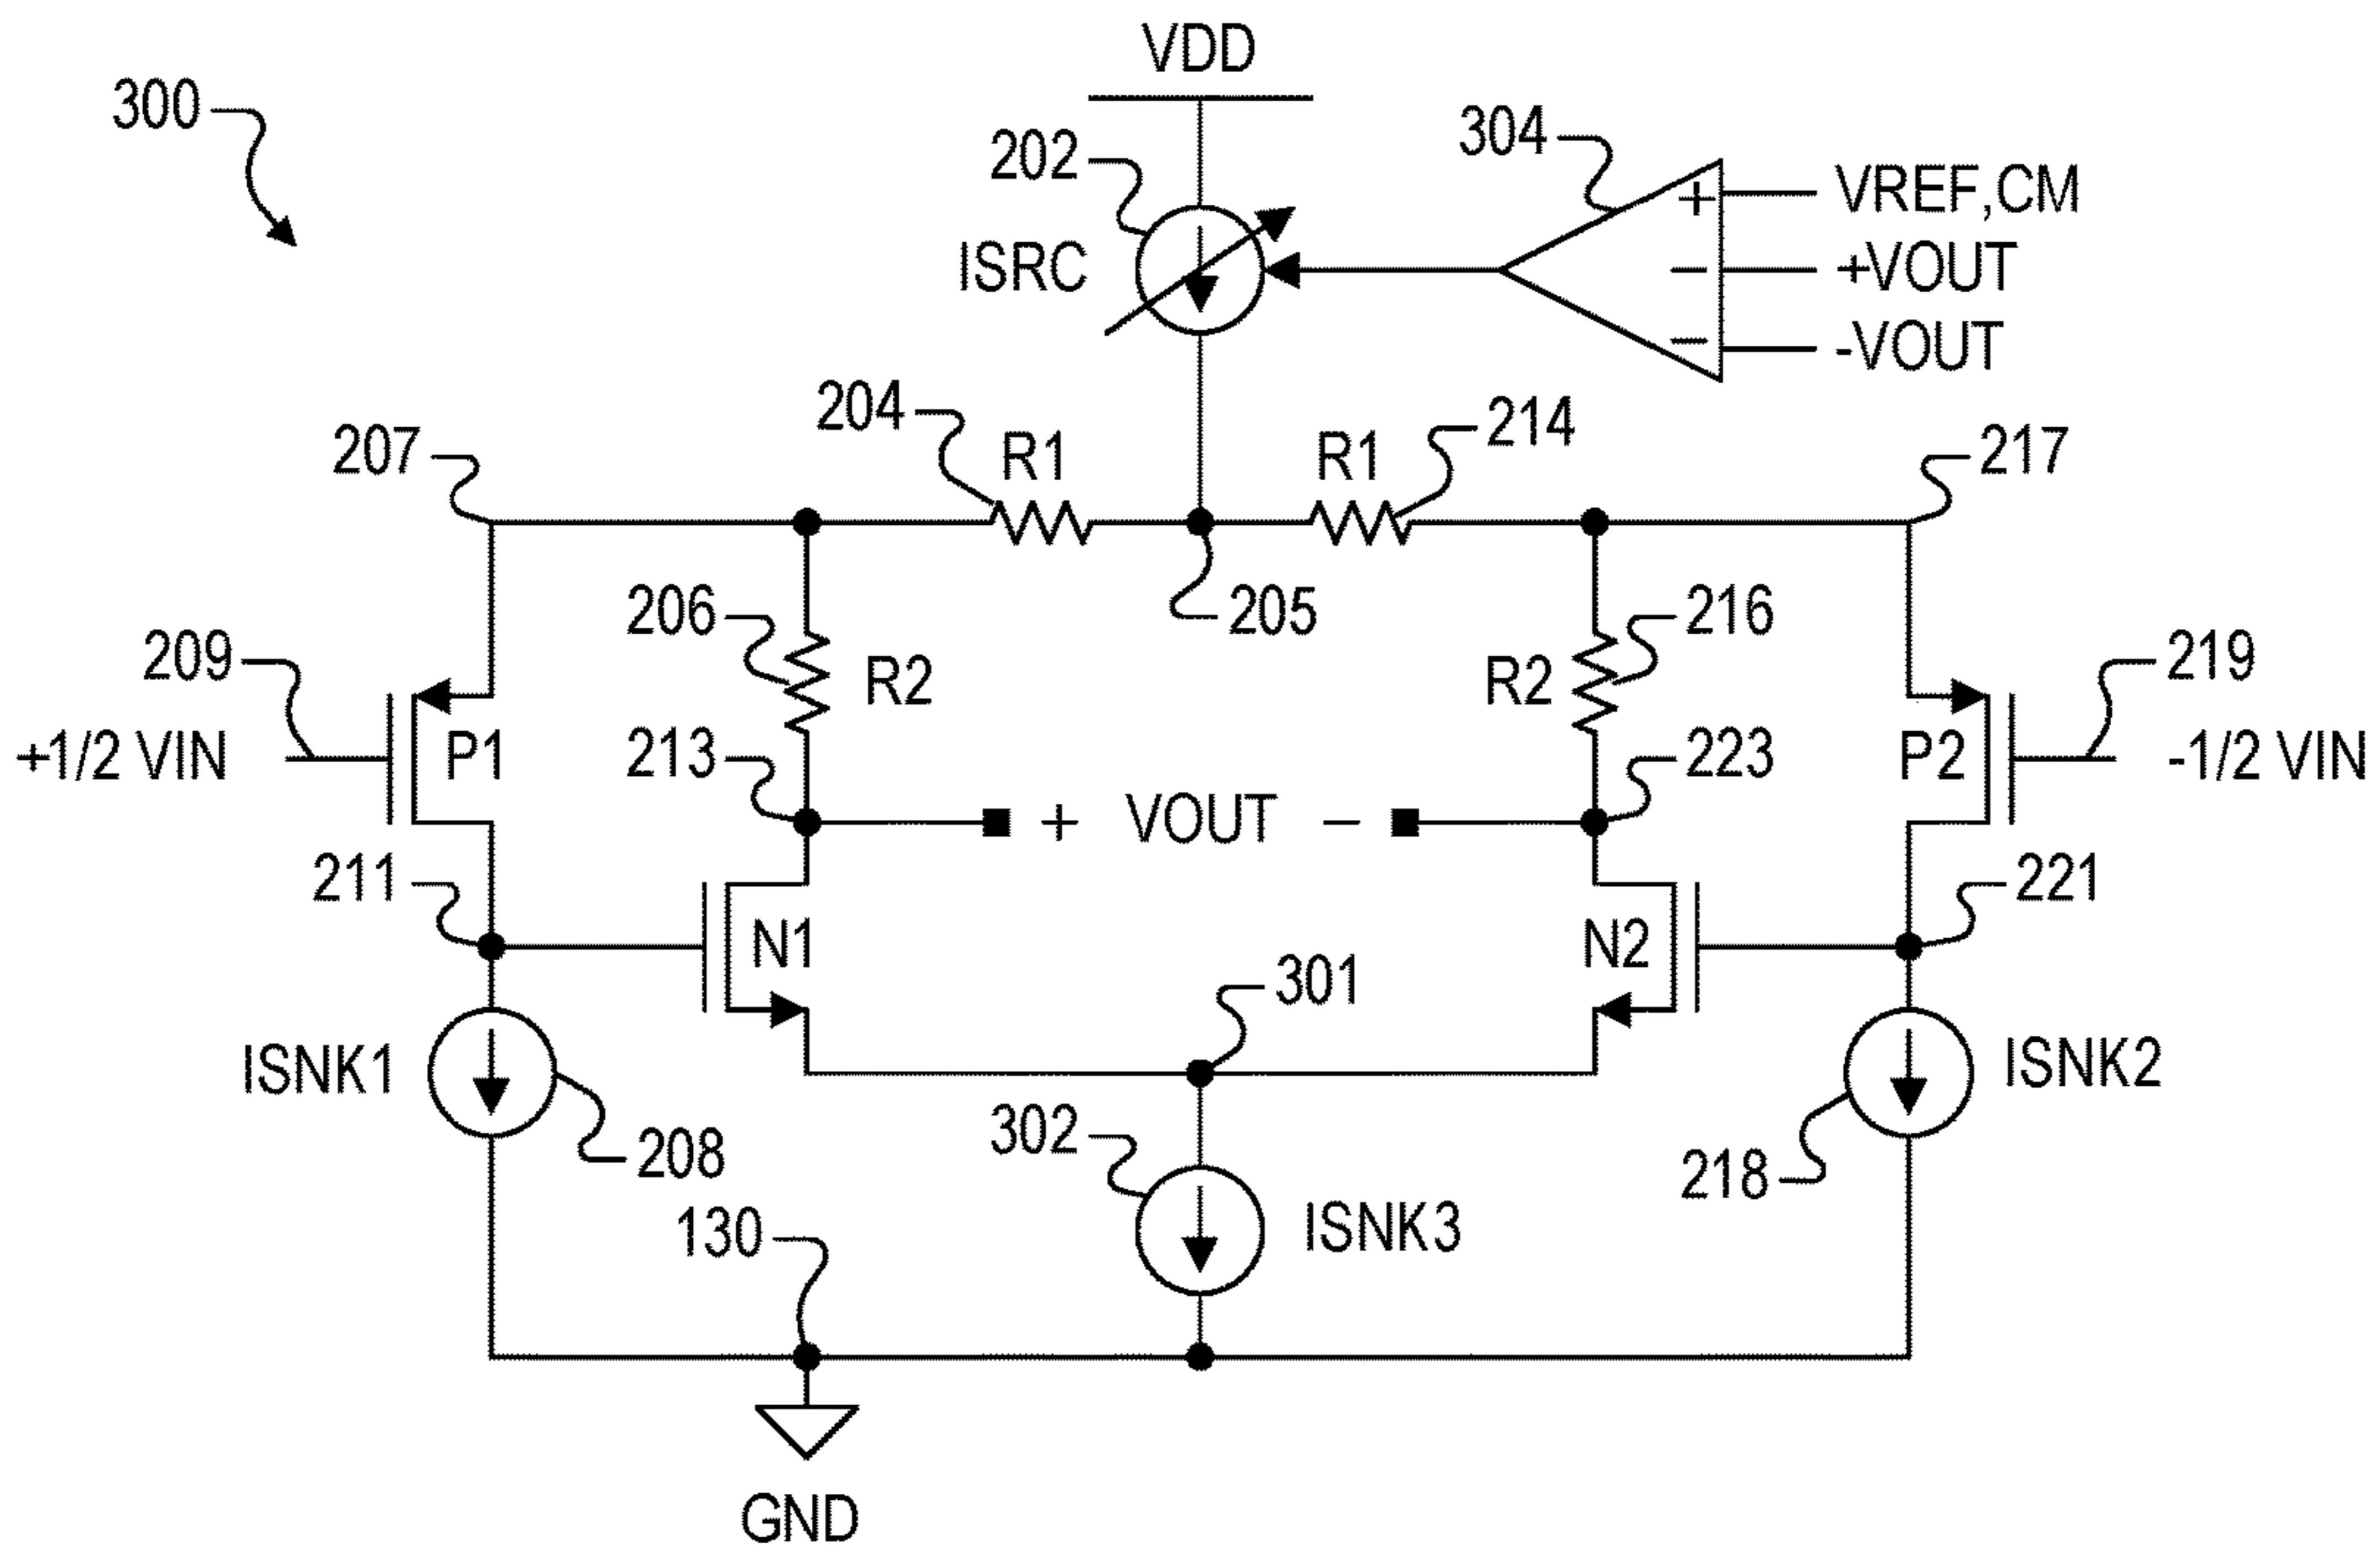 VDD
300
304
202
VREF,CM
+
ISRC
− +VOUT
− -VOUT
204
214
207
R1
R1
217
206
205
216
209
R2
R2
219
213
223
+1/2 VIN
P1
P2
-1/2 VIN
+ VOUT −
211
221
N1
N2
301
ISNK1
ISNK2
302
208
218
130
ISNK3
GND